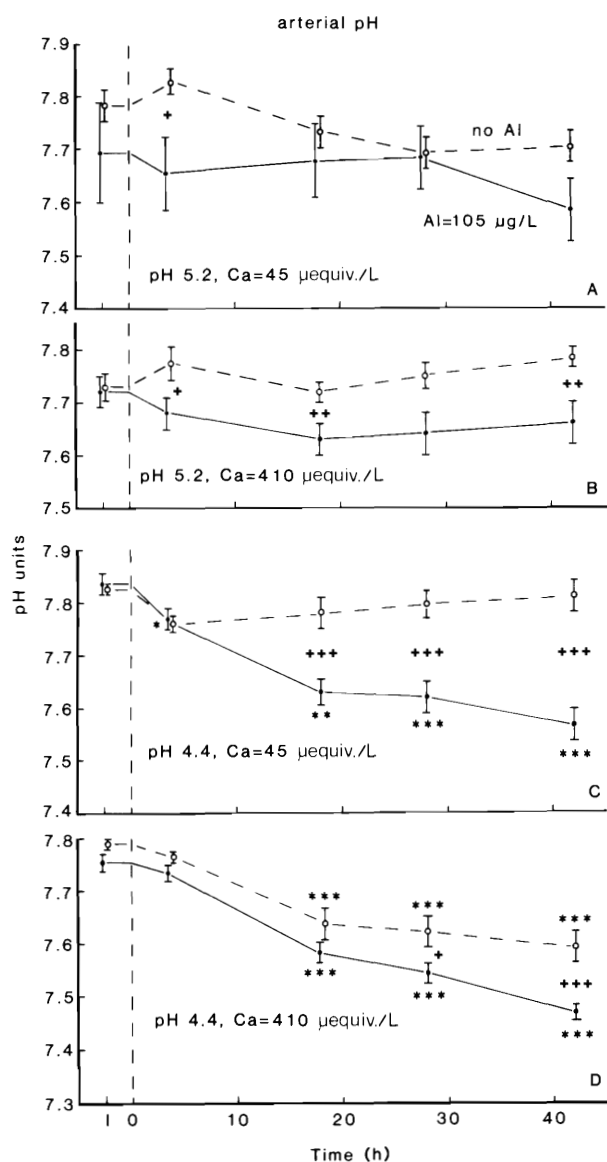 arterial pH
7.9
7.8
+
no Al
7.7
7.6
Al=105 µg/L
7.5
pH 5.2, Ca=45 µequiv./L
A
7.4
7.8
+
++
++
7.7
7.6
pH 5.2, Ca=410 µequiv./L
B
7.5
pH units
7.9
7.8
*
+++
+++
+++
7.7
7.6
**
***
***
7.5
pH 4.4, Ca=45 µequiv./L
C
7.4
7.8
7.7
***
***
***
7.6
+
+++
***
***
***
7.5
pH 4.4, Ca=410 µequiv./L
7.4
D
7.3
I 0 10 20 30 40
Time (h)